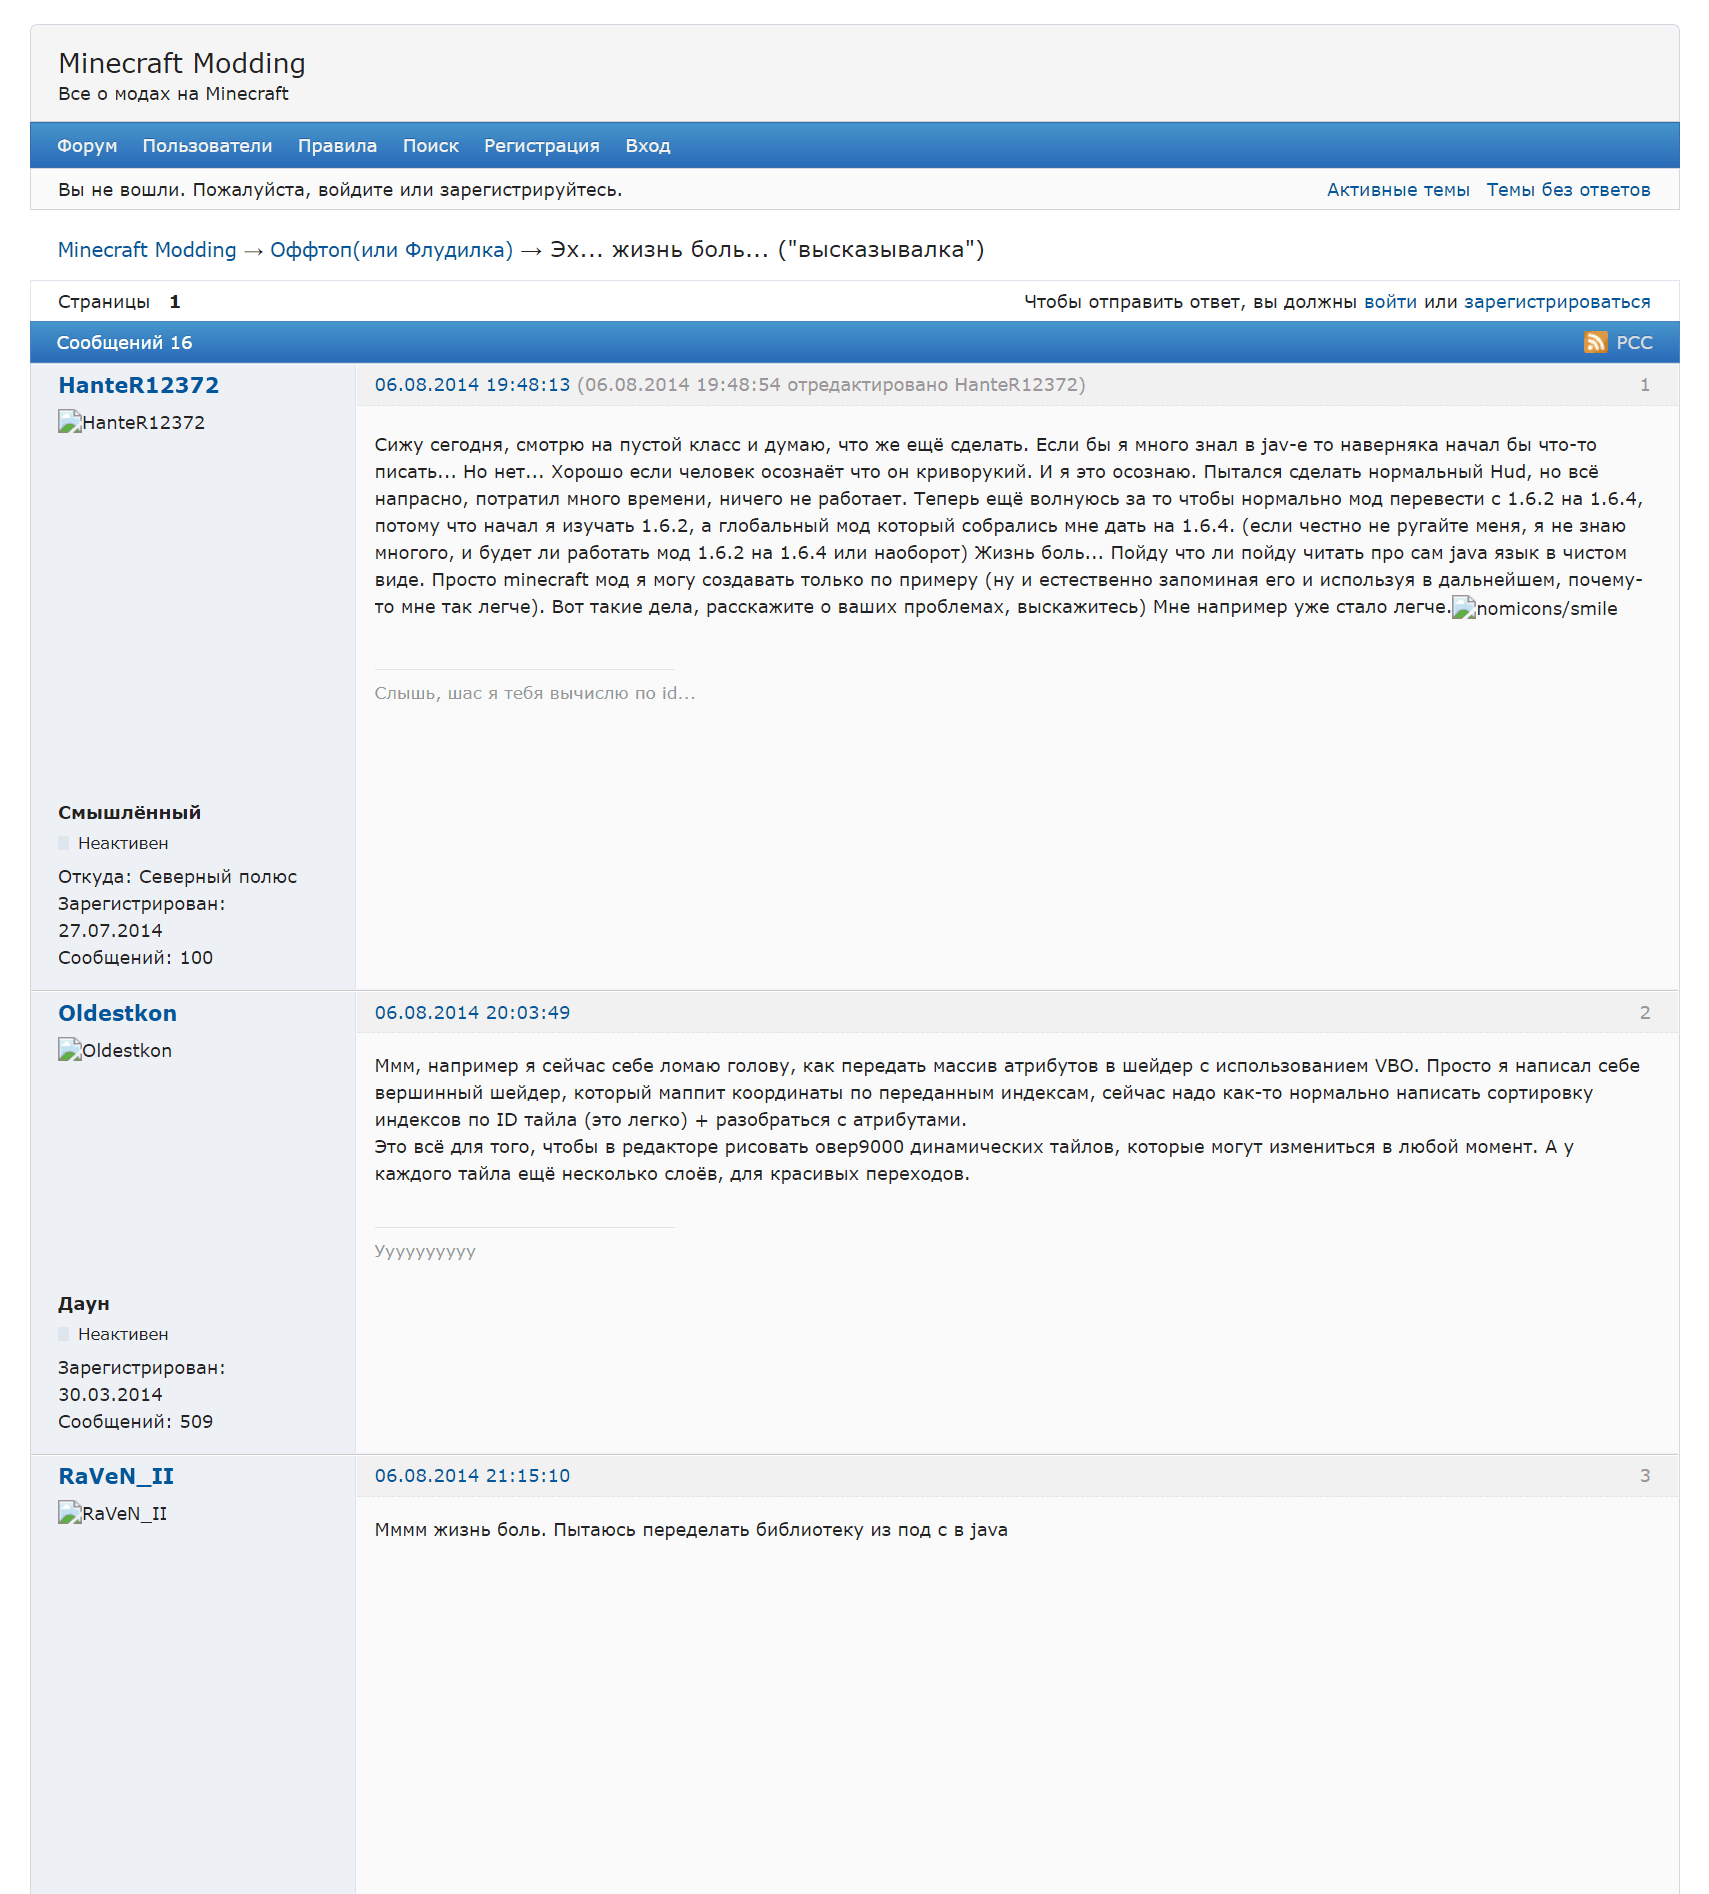 Minecraft Modding
Все о модах на Minecraft
Форум Пользователи Правила Поиск Регистрация Вход
Вы не вошли. Пожалуйста, войдите или зарегистрируйтесь. Активные темы Темы без ответов
Minecraft Modding → Оффтоп(или Флудилка) → Эх... жизнь боль... ("высказывалка")
Страницы 1 Чтобы отправить ответ, вы должны войти или зарегистрироваться
Сообщений 16 РСС
HanteR12372 06.08.2014 19:48:13 (06.08.2014 19:48:54 отредактировано HanteR12372) 1
HanteR12372
Сижу сегодня, смотрю на пустой класс и думаю, что же ещё сделать. Если бы я много знал в jav-е то наверняка начал бы что-то
писать... Но нет... Хорошо если человек осознаёт что он криворукий. И я это осознаю. Пытался сделать нормальный Hud, но всё
напрасно, потратил много времени, ничего не работает. Теперь ещё волнуюсь за то чтобы нормально мод перевести с 1.6.2 на 1.6.4,
потому что начал я изучать 1.6.2, а глобальный мод который собрались мне дать на 1.6.4. (если честно не ругайте меня, я не знаю
многого, и будет ли работать мод 1.6.2 на 1.6.4 или наоборот) Жизнь боль... Пойду что ли пойду читать про сам java язык в чистом
виде. Просто minecraft мод я могу создавать только по примеру (ну и естественно запоминая его и используя в дальнейшем, почему-
то мне так легче). Вот такие дела, расскажите о ваших проблемах, выскажитесь) Мне например уже стало легче.nomicons/smile
Слышь, шас я тебя вычислю по id...
Смышлённый
Неактивен
Откуда: Северный полюс
Зарегистрирован:
27.07.2014
Сообщений: 100
Oldestkon 06.08.2014 20:03:49 2
Oldestkon
Ммм, например я сейчас себе ломаю голову, как передать массив атрибутов в шейдер с использованием VBO. Просто я написал себе
вершинный шейдер, который маппит координаты по переданным индексам, сейчас надо как-то нормально написать сортировку
индексов по ID тайла (это легко) + разобраться с атрибутами.
Это всё для того, чтобы в редакторе рисовать овер9000 динамических тайлов, которые могут измениться в любой момент. А у
каждого тайла ещё несколько слоёв, для красивых переходов.
Уууууууууу
Даун
Неактивен
Зарегистрирован:
30.03.2014
Сообщений: 509
RaVeN_II 06.08.2014 21:15:10 3
RaVeN_II
Мммм жизнь боль. Пытаюсь переделать библиотеку из под c в java